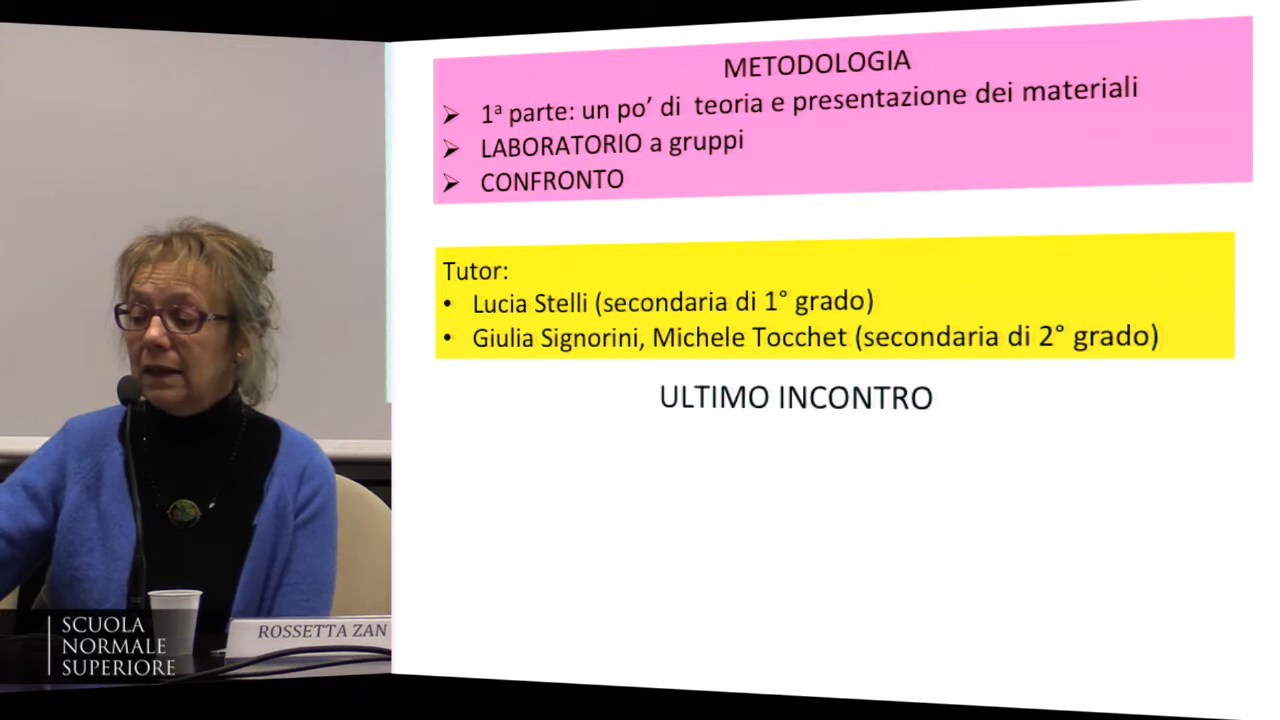 METODOLOGIA
➢ 1ª parte: un po’ di teoria e presentazione dei materiali
➢ LABORATORIO a gruppi
➢ CONFRONTO
Tutor:
• Lucia Stelli (secondaria di 1° grado)
• Giulia Signorini, Michele Tocchet (secondaria di 2° grado)
ULTIMO INCONTRO
ROSSETTA ZAN
SCUOLA
NORMALE
SUPERIORE